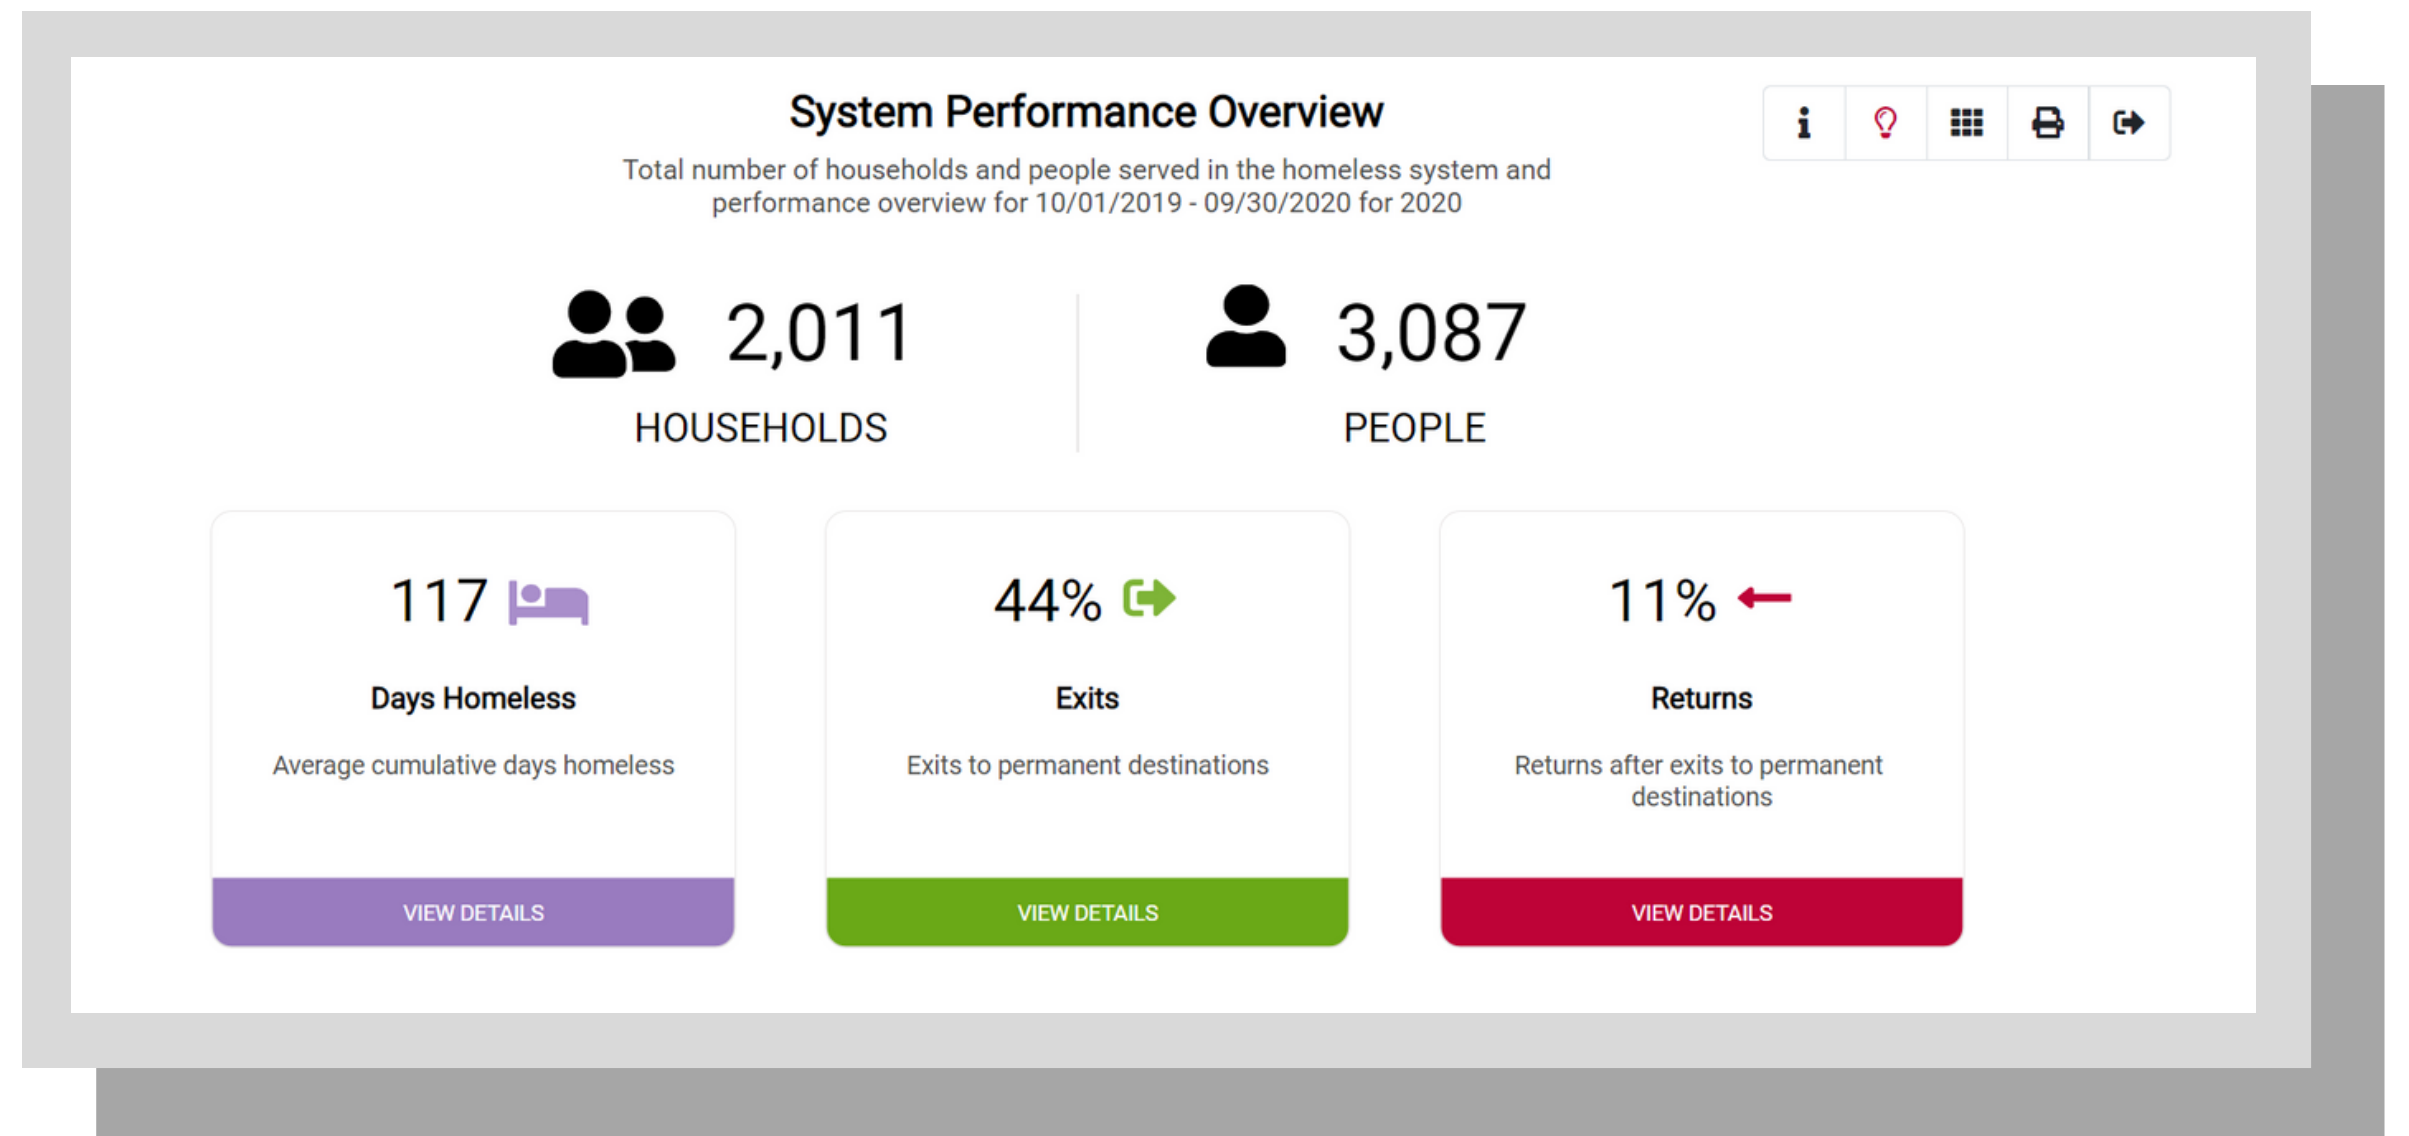 System Performance Overview
Total number of households and people served in the homeless system and
performance overview for 10/01/2019 - 09/30/2020 for 2020
2,011
HOUSEHOLDS
3,087
PEOPLE
117
Days Homeless
Average cumulative days homeless
VIEW DETAILS
44%
Exits
Exits to permanent destinations
VIEW DETAILS
11%
Returns
Returns after exits to permanent
destinations
VIEW DETAILS